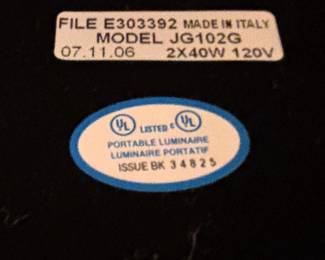 FILE E303392 MADE IN ITALY
MODEL JG102G
07.11.06 2X40W 120V
UL LISTED c UL
PORTABLE LUMINAIRE
LUMINAIRE PORTATIF
ISSUE BK 34825